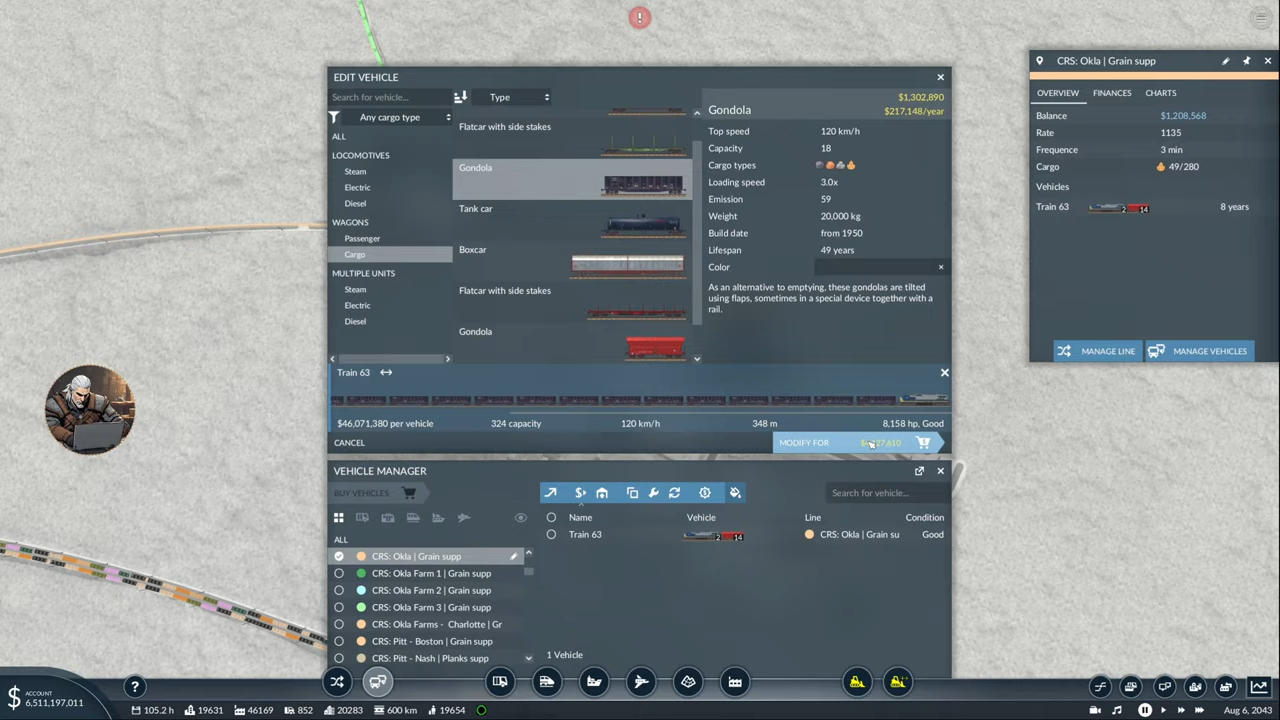 EDIT VEHICLE
Search for vehicle...
Type
Any cargo type
ALL
LOCOMOTIVES
Steam
Electric
Diesel
WAGONS
Passenger
Cargo
MULTIPLE UNITS
Steam
Electric
Diesel
Flatcar with side stakes
Gondola
Tank car
Boxcar
Flatcar with side stakes
Gondola
$1,302,890
Gondola
$217,148/year
Top speed 120 km/h
Capacity 18
Cargo types
Loading speed 3.0x
Emission 59
Weight 20,000 kg
Build date from 1950
Lifespan 49 years
Color
As an alternative to emptying, these gondolas are tilted
using flaps, sometimes in a special device together with a
rail.
Train 63
$46,071,380 per vehicle 324 capacity 120 km/h 348 m 8,158 hp, Good
CANCEL
MODIFY FOR
CRS: Okla | Grain supp
OVERVIEW FINANCES CHARTS
Balance $1,208,568
Rate 1135
Frequence 3 min
Cargo 49/280
Vehicles
Train 63 2 14 8 years
MANAGE LINE MANAGE VEHICLES
VEHICLE MANAGER
BUY VEHICLES
Search for vehicle...
ALL
CRS: Okla | Grain supp
CRS: Okla Farm 1 | Grain supp
CRS: Okla Farm 2 | Grain supp
CRS: Okla Farm 3 | Grain supp
CRS: Okla Farms - Charlotte | Gr
CRS: Pitt - Boston | Grain supp
CRS: Pitt - Nash | Planks supp
Name Vehicle Line Condition
Train 63 2 14 CRS: Okla | Grain su Good
1 Vehicle
$ ACCOUNT
6,511,197,011
?
105.2 h 19631 46169 852 20283 600 km 19654
Aug 6, 2043